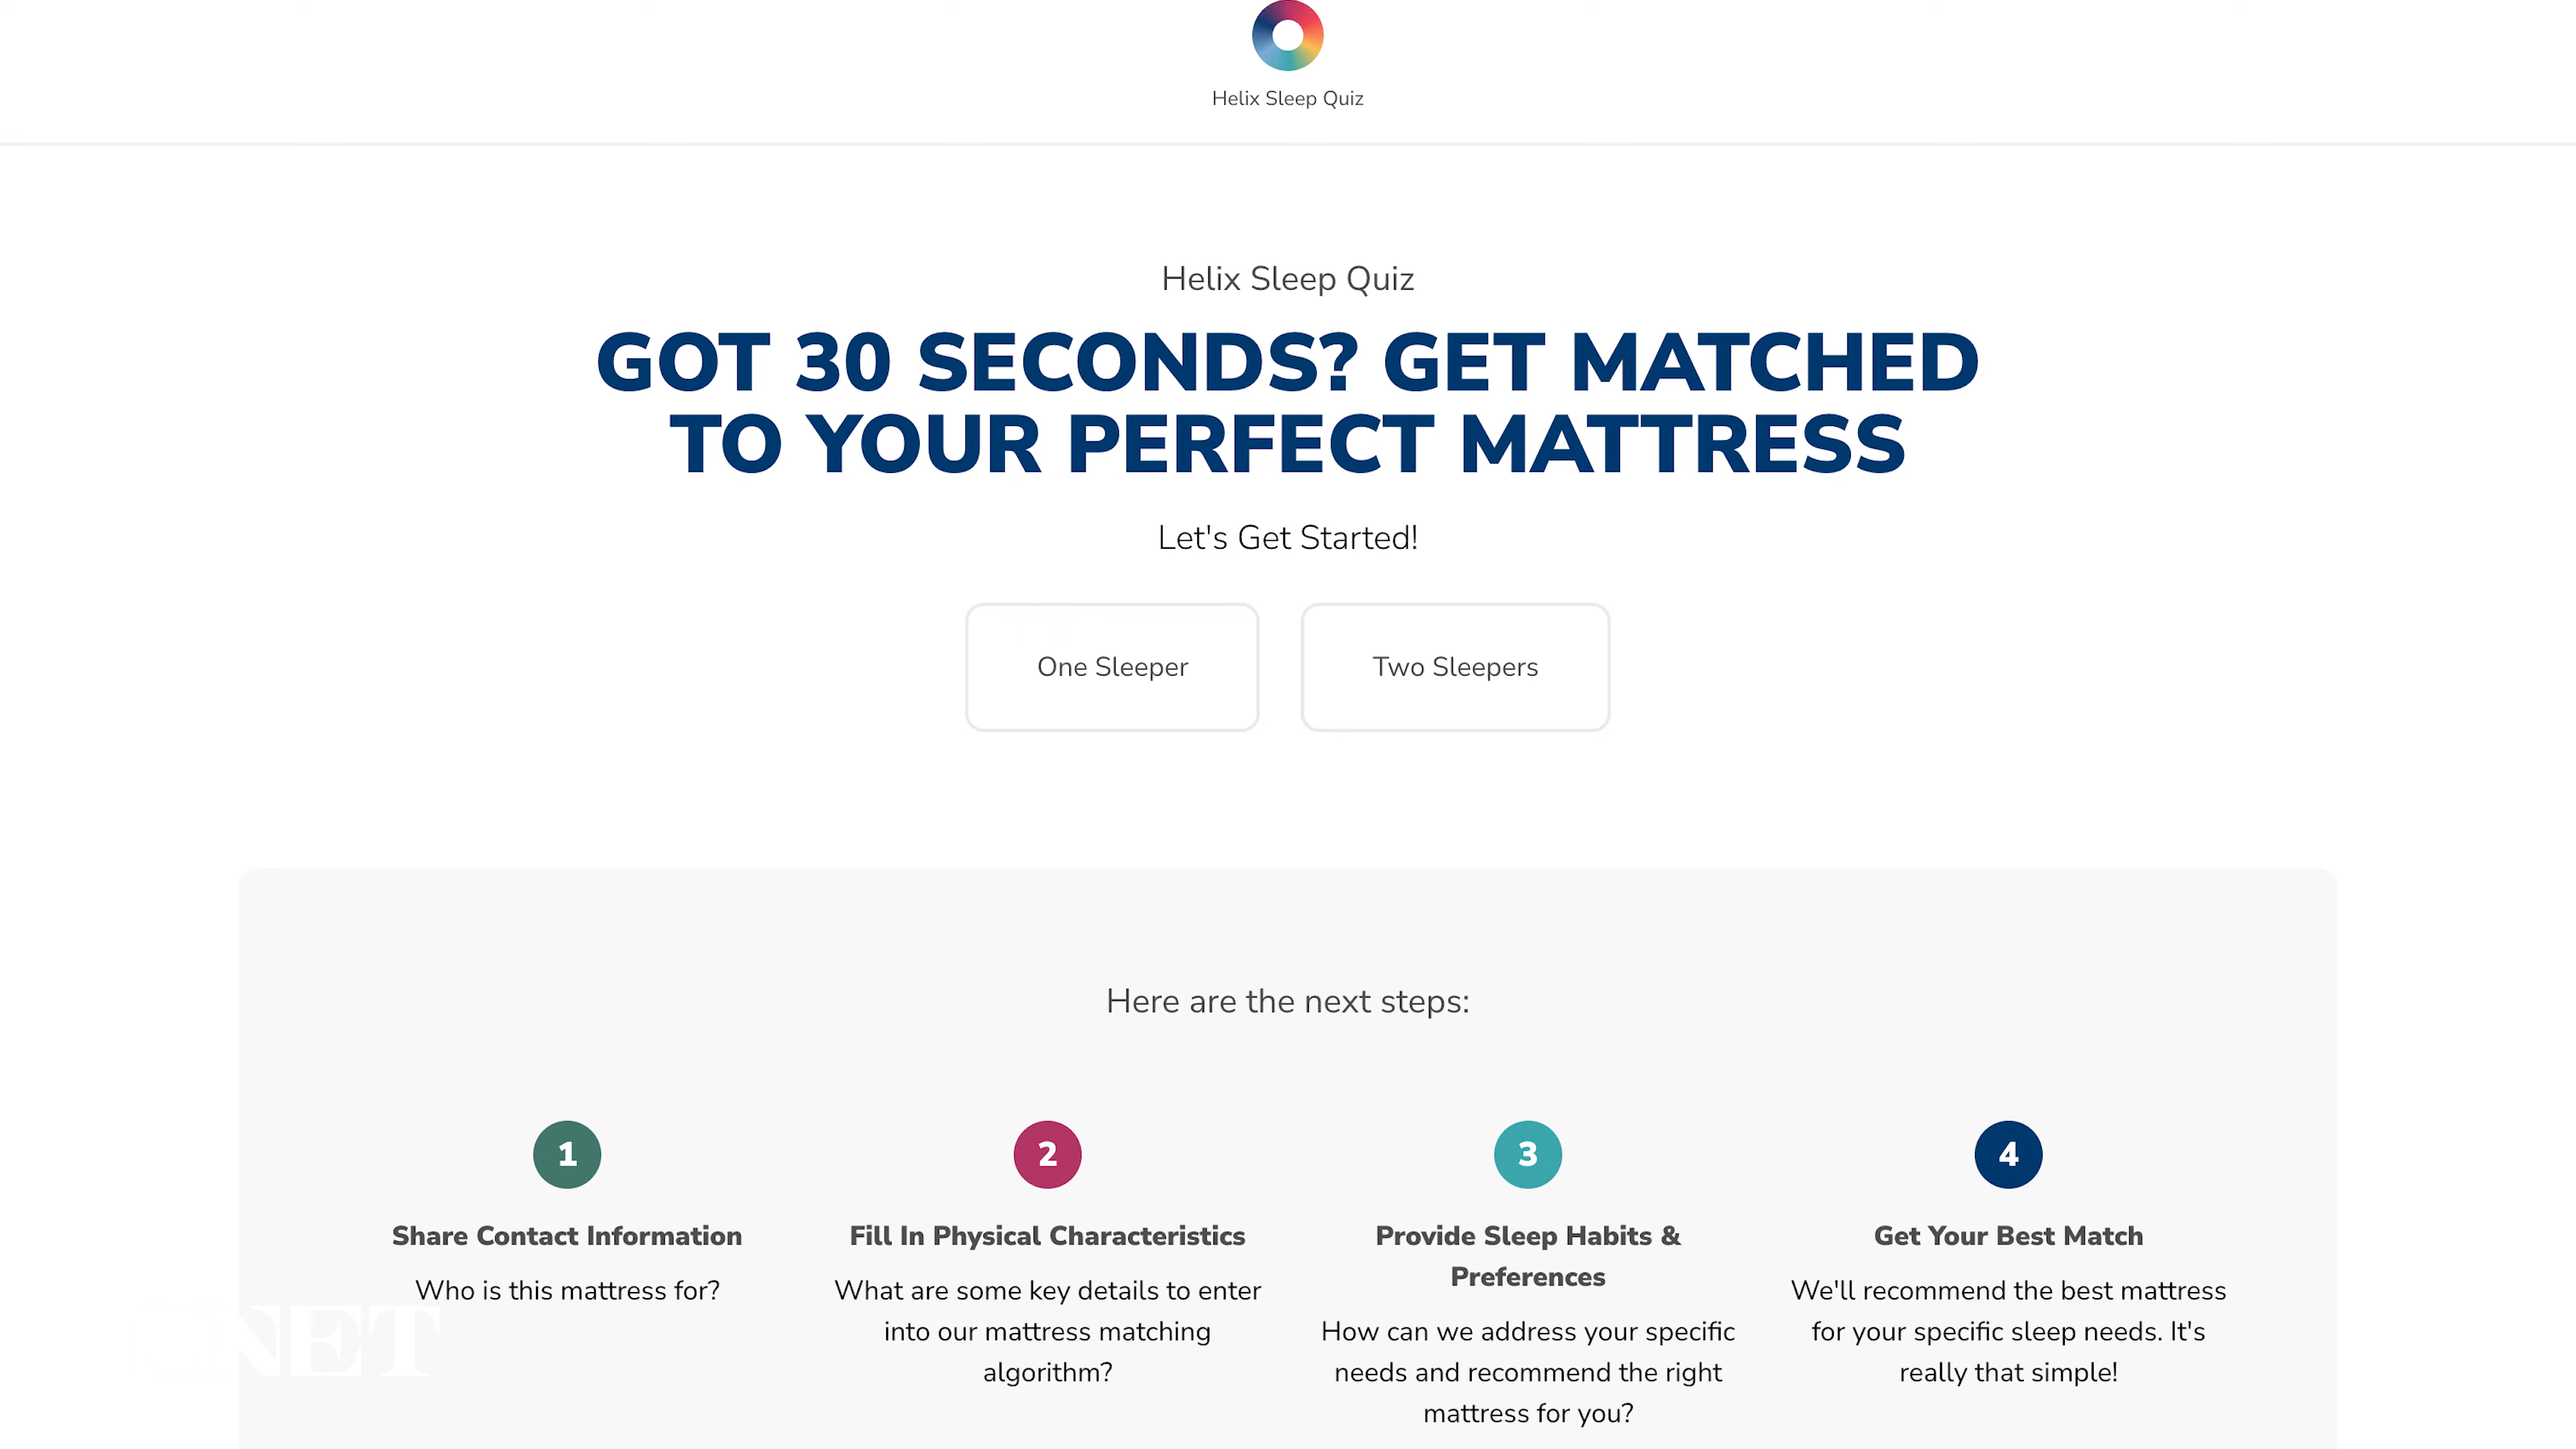 Helix Sleep Quiz
Helix Sleep Quiz
GOT 30 SECONDS? GET MATCHED
TO YOUR PERFECT MATTRESS
Let's Get Started!
One Sleeper
Two Sleepers
Here are the next steps:
1
Share Contact Information
Who is this mattress for?
2
Fill In Physical Characteristics
What are some key details to enter
into our mattress matching
algorithm?
3
Provide Sleep Habits &
Preferences
How can we address your specific
needs and recommend the right
mattress for you?
4
Get Your Best Match
We'll recommend the best mattress
for your specific sleep needs. It's
really that simple!